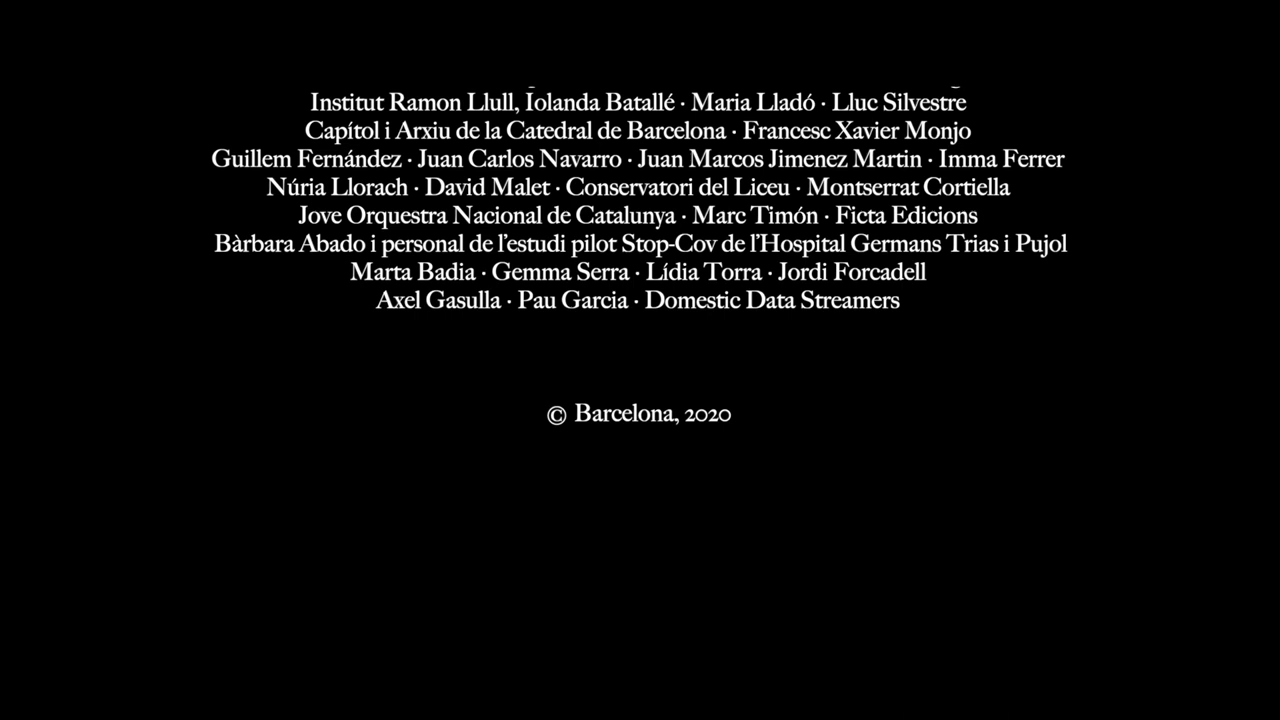 Institut Ramon Llull, Iolanda Batallé · Maria Lladó · Lluc Silvestre
Capítol i Arxiu de la Catedral de Barcelona · Francesc Xavier Monjo
Guillem Fernández · Juan Carlos Navarro · Juan Marcos Jimenez Martin · Imma Ferrer
Núria Llorach · David Malet · Conservatori del Liceu · Montserrat Cortiella
Jove Orquestra Nacional de Catalunya · Marc Timón · Ficta Edicions
Bàrbara Abado i personal de l’estudi pilot Stop-Cov de l’Hospital Germans Trias i Pujol
Marta Badia · Gemma Serra · Lídia Torra · Jordi Forcadell
Axel Gasulla · Pau Garcia · Domestic Data Streamers
© Barcelona, 2020